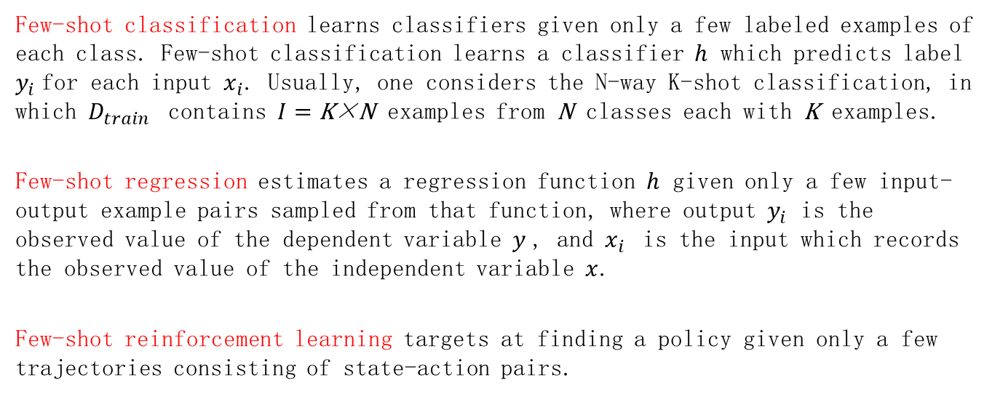 Few-shot classification learns classifiers given only a few labeled examples of
each class. Few-shot classification learns a classifier h which predicts label
y_i for each input x_i. Usually, one considers the N-way K-shot classification, in
which D_train contains I = K×N examples from N classes each with K examples.
Few-shot regression estimates a regression function h given only a few input-
output example pairs sampled from that function, where output y_i is the
observed value of the dependent variable y, and x_i is the input which records
the observed value of the independent variable x.
Few-shot reinforcement learning targets at finding a policy given only a few
trajectories consisting of state-action pairs.